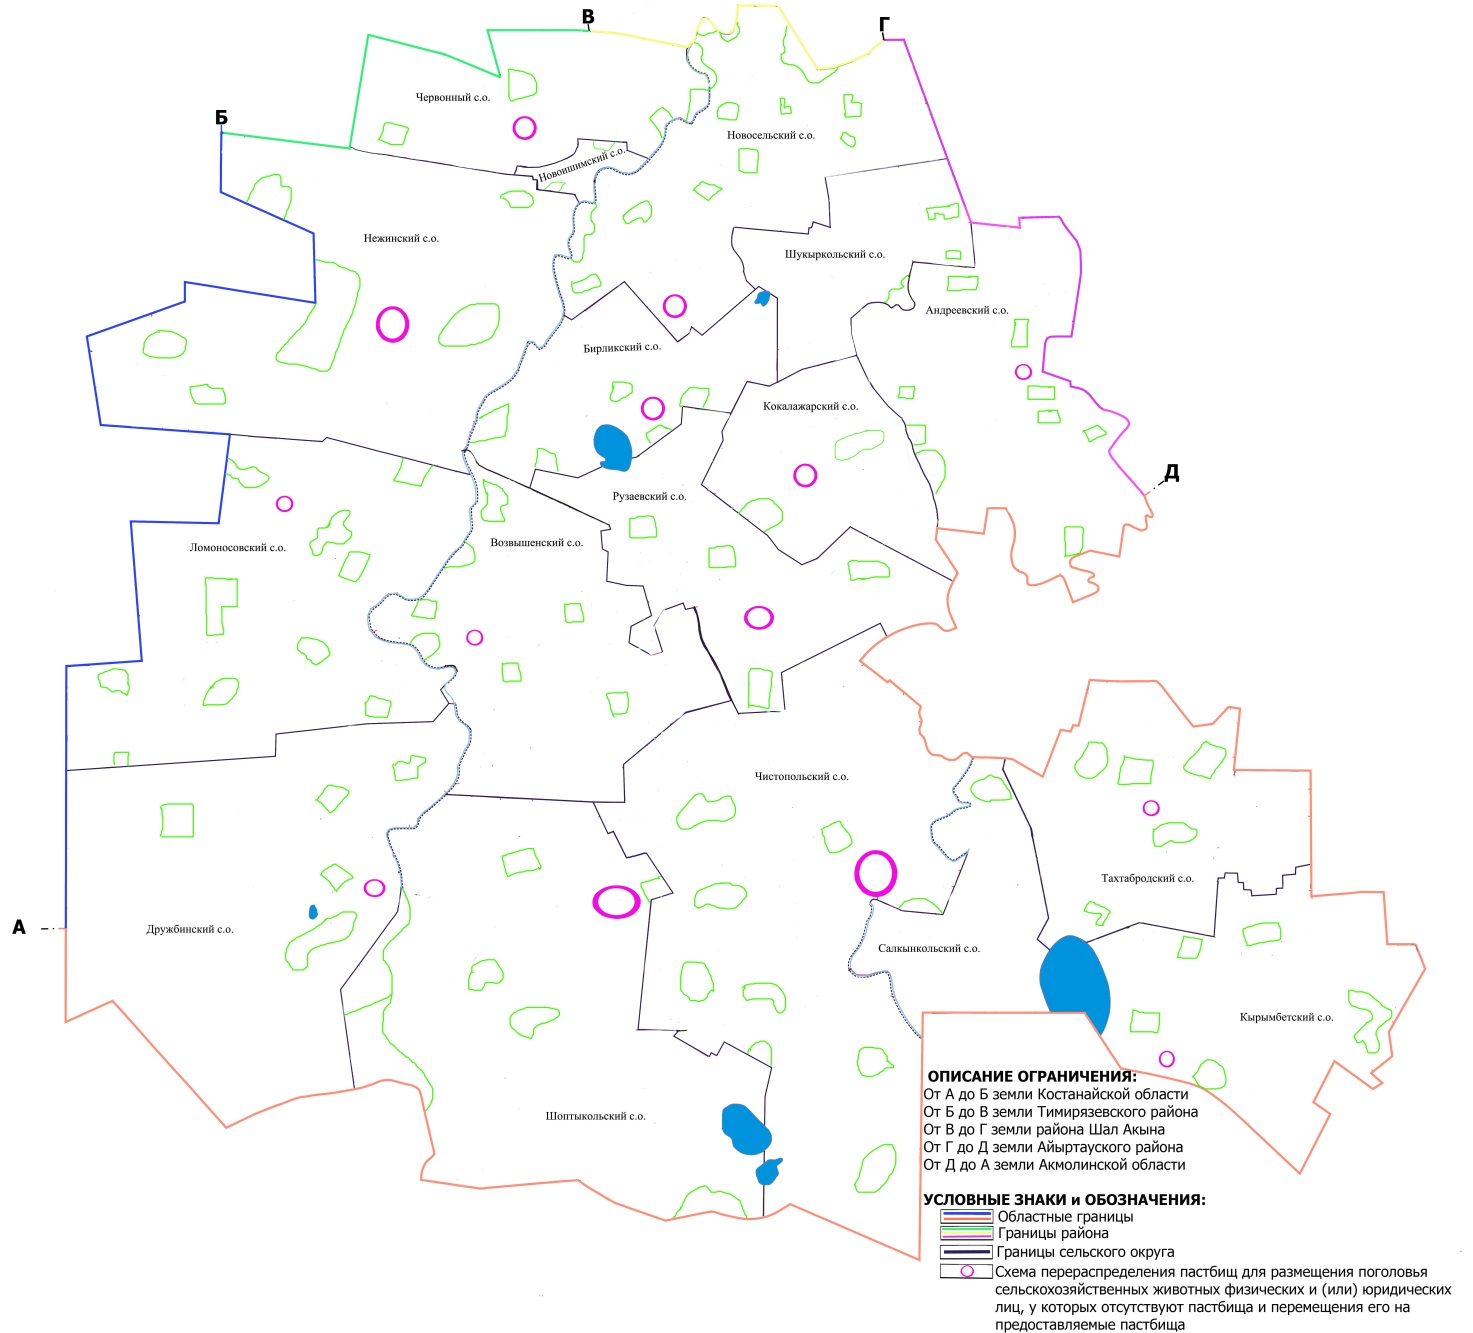 В
Г
Червонный с.о.
Б
Новосельский с.о.
Новоишимский с.о.
Нежинский с.о.
Шукыркольский с.о.
Андреевский с.о.
Бирликский с.о.
Кокалажарский с.о.
Д
Рузаевский с.о.
Возвышенский с.о.
Ломоносовский с.о.
Чистопольский с.о.
Тахтабродский с.о.
А
Дружбинский с.о.
Салкынкольский с.о.
Кырымбетский с.о.
Шоптыкольский с.о.
ОПИСАНИЕ ОГРАНИЧЕНИЯ:
От А до Б земли Костанайской области
От Б до В земли Тимирязевского района
От В до Г земли района Шал Акына
От Г до Д земли Айыртауского района
От Д до А земли Акмолинской области
УСЛОВНЫЕ ЗНАКИ и ОБОЗНАЧЕНИЯ:
Областные границы
Границы района
Границы сельского округа
Схема перераспределения пастбищ для размещения поголовья
сельскохозяйственных животных физических и (или) юридических
лиц, у которых отсутствуют пастбища и перемещения его на
предоставляемые пастбища